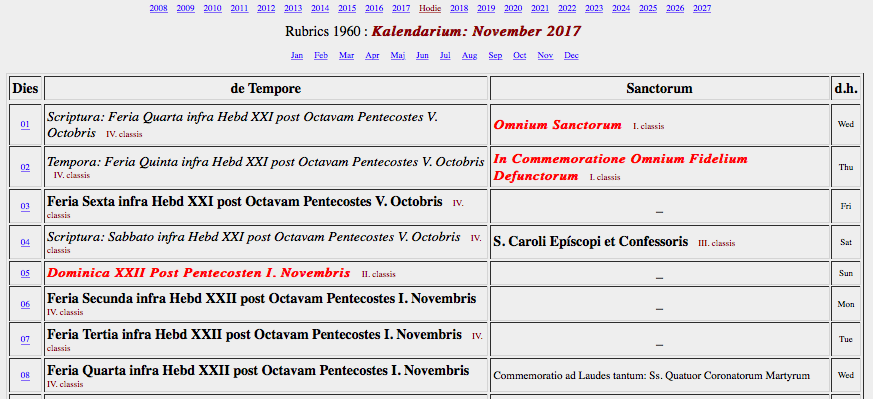 2008 2009 2010 2011 2012 2013 2014 2015 2016 2017 Hodie 2018 2019 2020 2021 2022 2023 2024 2025 2026 2027
Rubrics 1960 : Kalendarium: November 2017
Jan Feb Mar Apr Maj Jun Jul Aug Sep Oct Nov Dec
Dies de Tempore Sanctorum d.h.
01 Scriptura: Feria Quarta infra Hebd XXI post Octavam Pentecostes V.
Octobris IV. classis Omnium Sanctorum I. classis Wed
02 Tempora: Feria Quinta infra Hebd XXI post Octavam Pentecostes V. Octobris
IV. classis In Commemoratione Omnium Fidelium
Defunctorum I. classis Thu
03 Feria Sexta infra Hebd XXI post Octavam Pentecostes V. Octobris IV.
classis _ Fri
04 Scriptura: Sabbato infra Hebd XXI post Octavam Pentecostes V. Octobris IV.
classis S. Caroli Epíscopi et Confessoris III. classis Sat
05 Dominica XXII Post Pentecosten I. Novembris II. classis _ Sun
06 Feria Secunda infra Hebd XXII post Octavam Pentecostes I. Novembris
IV. classis _ Mon
07 Feria Tertia infra Hebd XXII post Octavam Pentecostes I. Novembris IV.
classis _ Tue
08 Feria Quarta infra Hebd XXII post Octavam Pentecostes I. Novembris
IV. classis Commemoratio ad Laudes tantum: Ss. Quatuor Coronatorum Martyrum Wed